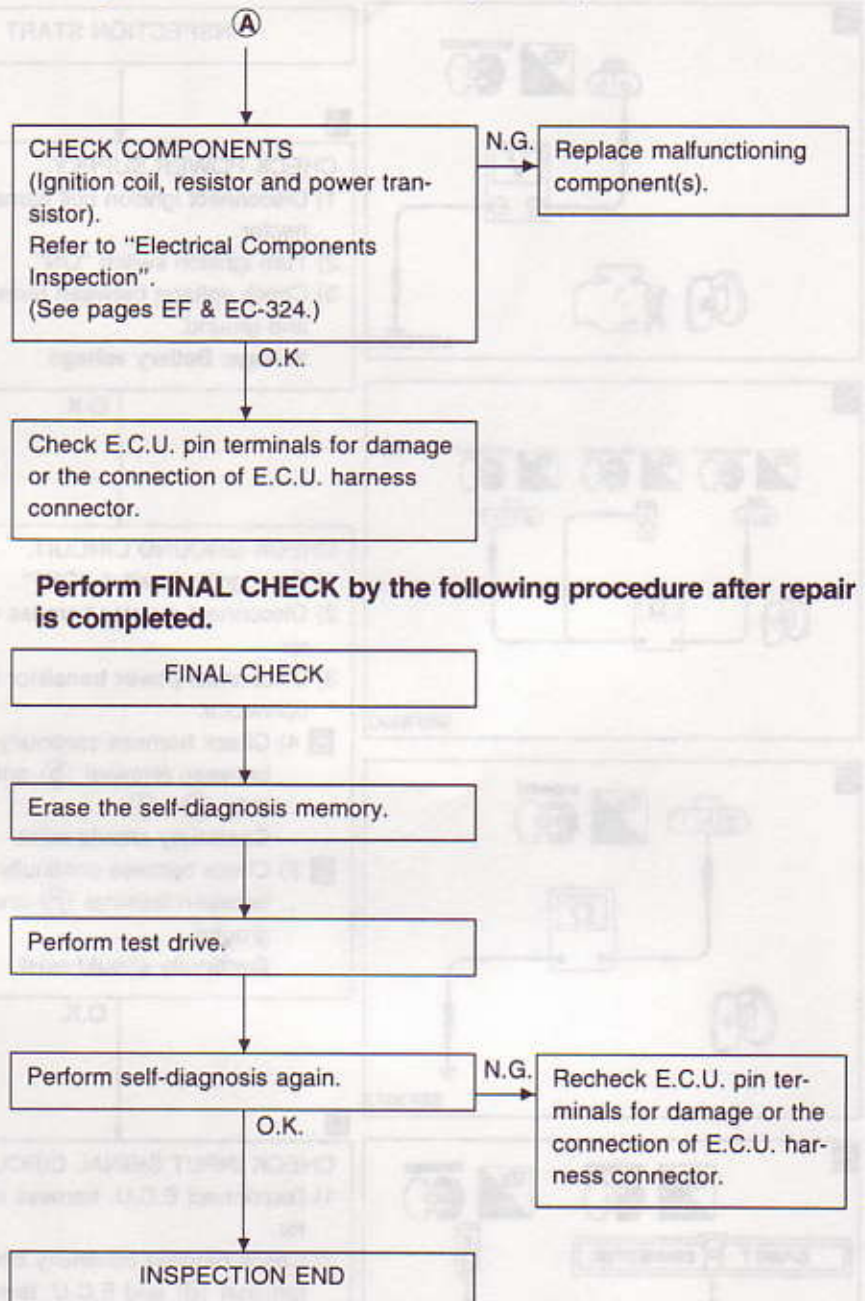 A
CHECK COMPONENTS
(Ignition coil, resistor and power tran-
sistor).
Refer to "Electrical Components
Inspection".
(See pages EF & EC-324.)
N.G.
Replace malfunctioning
component(s).
O.K.
Check E.C.U. pin terminals for damage
or the connection of E.C.U. harness
connector.
Perform FINAL CHECK by the following procedure after repair
is completed.
FINAL CHECK
Erase the self-diagnosis memory.
Perform test drive.
Perform self-diagnosis again.
N.G.
Recheck E.C.U. pin ter-
minals for damage or the
connection of E.C.U. har-
ness connector.
O.K.
INSPECTION END